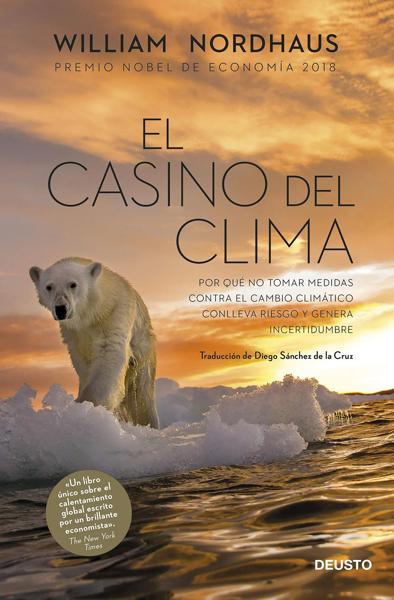 WILLIAM NORDHAUS
PREMIO NOBEL DE ECONOMÍA 2018
EL
CASINO DEL
CLIMA
POR QUÉ NO TOMAR MEDIDAS
CONTRA EL CAMBIO CLIMÁTICO
CONLLEVA RIESGO Y GENERA
INCERTIDUMBRE
Traducción de Diego Sánchez de la Cruz
«Un libro
único sobre el
calentamiento
global escrito
por un brillante
economista».
The New York
Times
DEUSTO